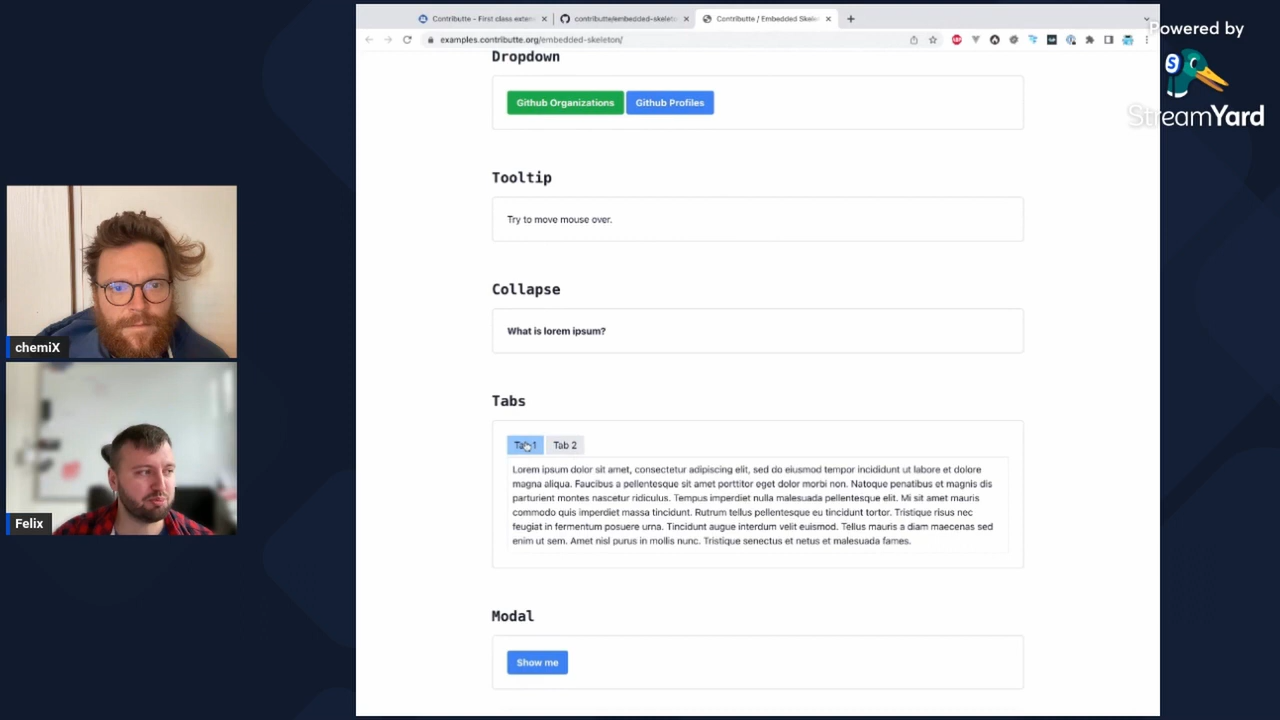 Contributte - First class exten
contributte/embedded-skeleto
Contributte / Embedded Skele
examples.contributte.org/embedded-skeleton/
Powered by
StreamYard
Dropdown
Github Organizations
Github Profiles
Tooltip
Try to move mouse over.
Collapse
What is lorem ipsum?
Tabs
Tab 1
Tab 2
Lorem ipsum dolor sit amet, consectetur adipiscing elit, sed do eiusmod tempor incididunt ut labore et dolore
magna aliqua. Faucibus a pellentesque sit amet porttitor eget dolor morbi non. Natoque penatibus et magnis dis
parturient montes nascetur ridiculus. Tempus imperdiet nulla malesuada pellentesque elit. Mi sit amet mauris
commodo quis imperdiet massa tincidunt. Rutrum tellus pellentesque eu tincidunt tortor. Tristique risus nec
feugiat in fermentum posuere urna. Tincidunt augue interdum velit euismod. Tellus mauris a diam maecenas sed
enim ut sem. Amet nisl purus in mollis nunc. Tristique senectus et netus et malesuada fames.
Modal
Show me
chemiX
Felix